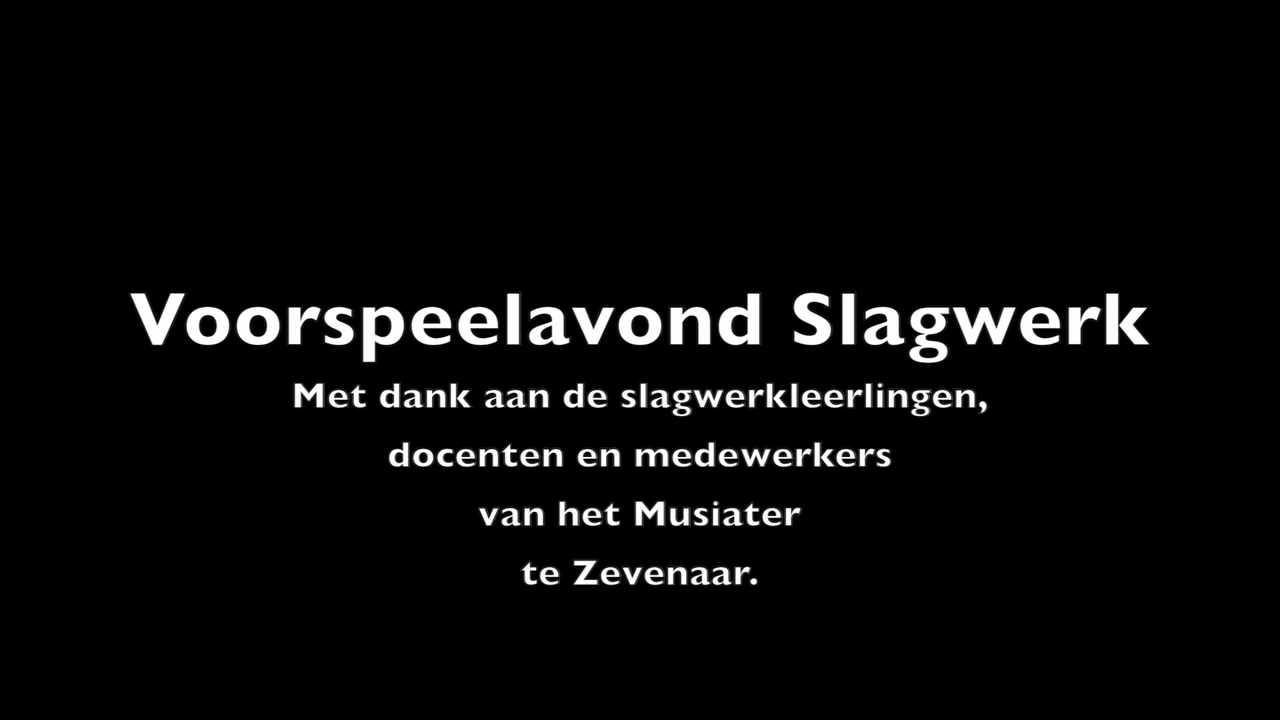 Voorspeelavond Slagwerk
Met dank aan de slagwerkleerlingen,
docenten en medewerkers
van het Musiater
te Zevenaar.